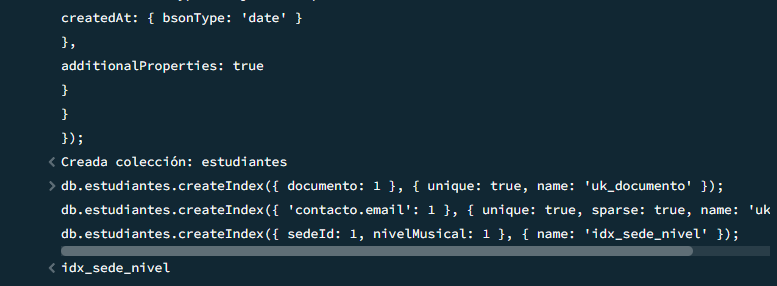 createdAt: { bsonType: 'date' }
},
additionalProperties: true
}
}
});
Creada colección: estudiantes
> db.estudiantes.createIndex({ documento: 1 }, { unique: true, name: 'uk_documento' });
db.estudiantes.createIndex({ 'contacto.email': 1 }, { unique: true, sparse: true, name: 'uk
db.estudiantes.createIndex({ sedeId: 1, nivelMusical: 1 }, { name: 'idx_sede_nivel' });
< idx_sede_nivel